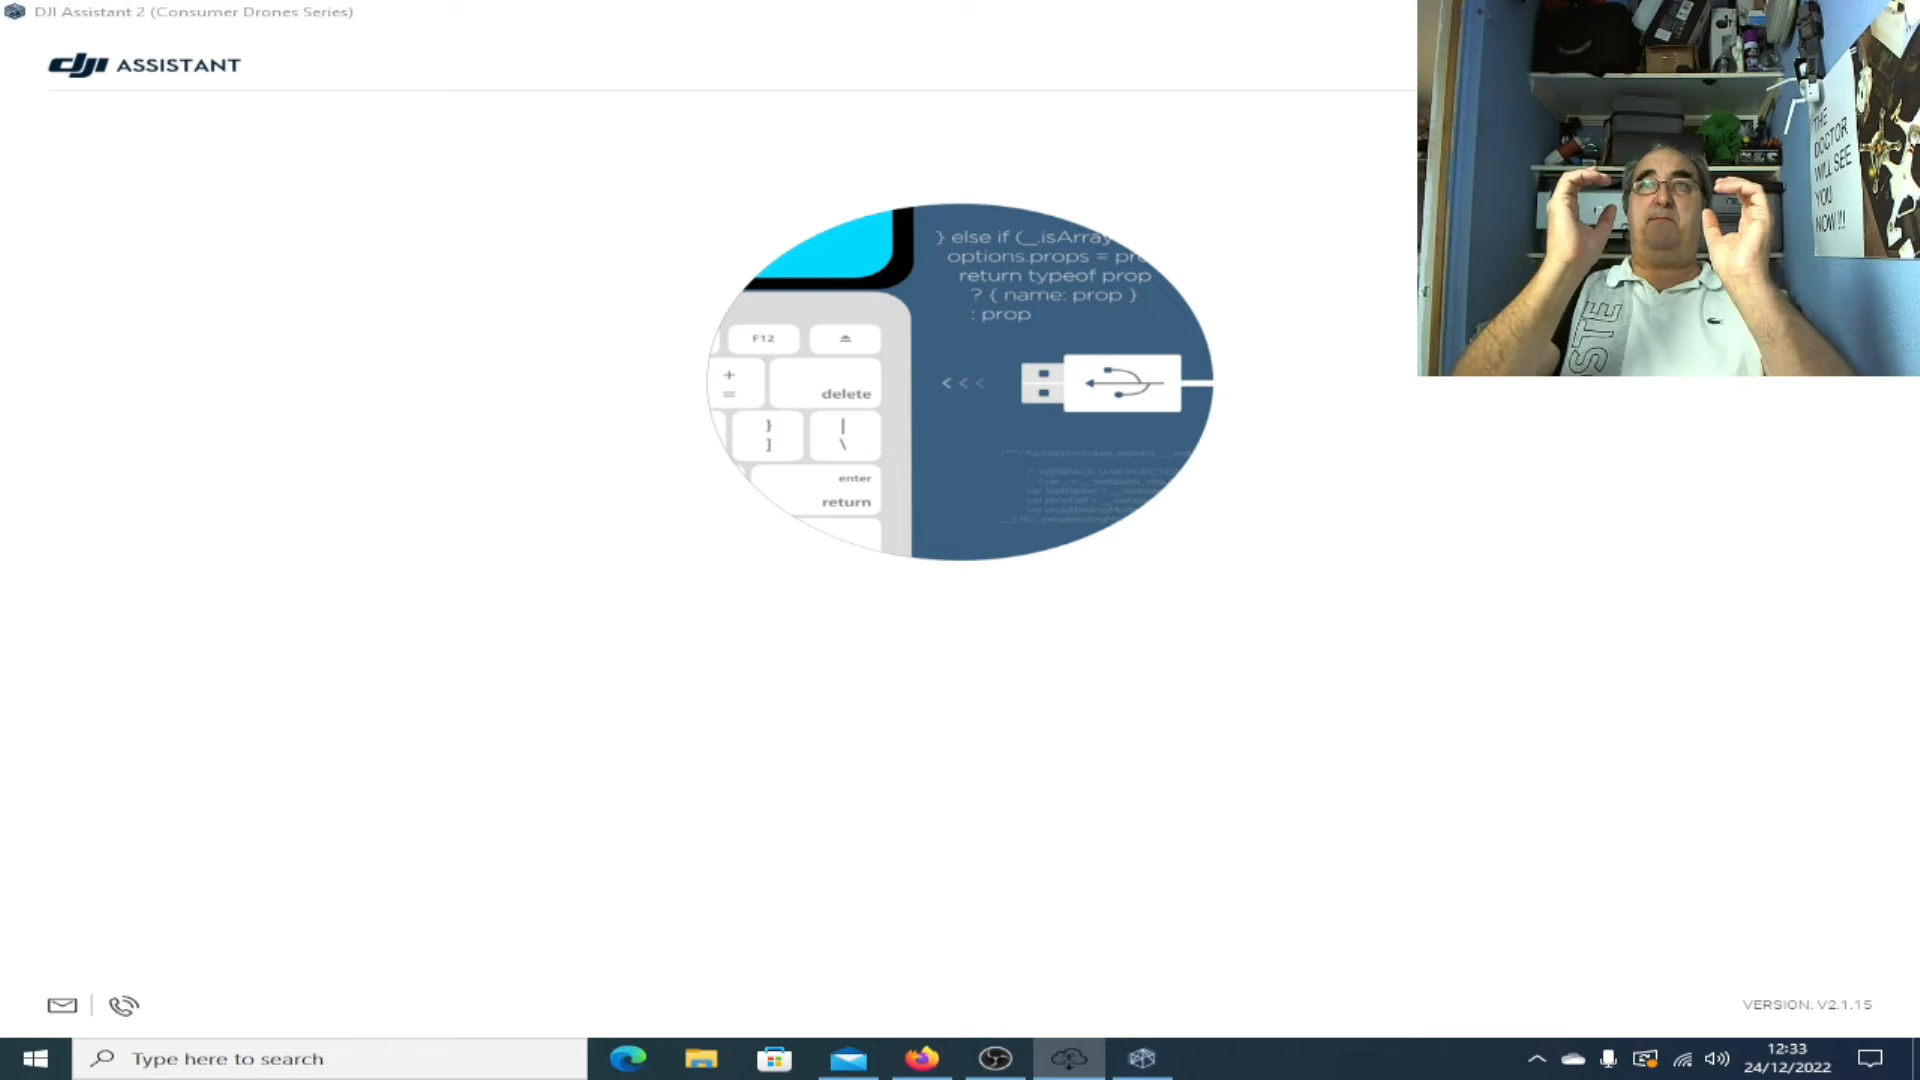 DJI Assistant 2 (Consumer Drones Series)
dji ASSISTANT
} else if (_.isArray
options.props =
return typeof prop
? { name: prop }
: prop
F12
+
=
delete
}
]
|
\
enter
return
THE
DOCTOR
WILL SEE
YOU
NOW!!!
VERSION: V2.1.15
Type here to search
12:33
24/12/2022